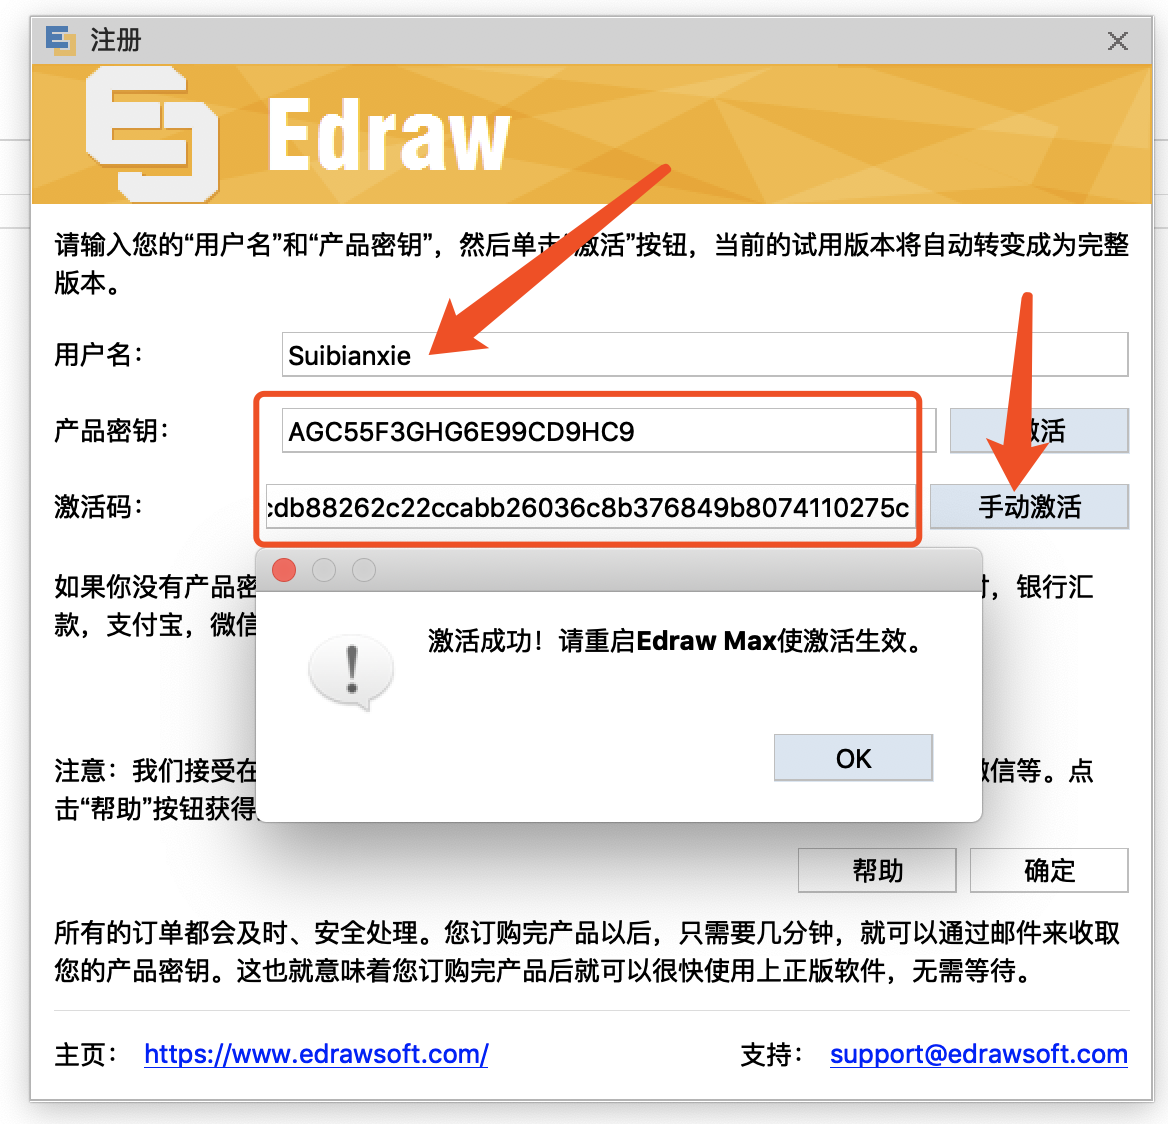 注册
Edraw
请输入您的“用户名”和“产品密钥”，然后单击“激活”按钮，当前的试用版本将自动转变成为完整
版本。
用户名：
Suibianxie
产品密钥：
AGC55F3GHG6E99CD9HC9
激活
激活码：
cdb88262c22ccabb26036c8b376849b8074110275c
手动激活
如果你没有产品密
，银行汇
款，支付宝，微信
激活成功！请重启Edraw Max使激活生效。
OK
注意：我们接受在
微信等。点
击“帮助”按钮获得
帮助
确定
所有的订单都会及时、安全处理。您订购完产品以后，只需要几分钟，就可以通过邮件来收取
您的产品密钥。这也就意味着您订购完产品后就可以很快使用上正版软件，无需等待。
主页：
https://www.edrawsoft.com/
支持：
support@edrawsoft.com